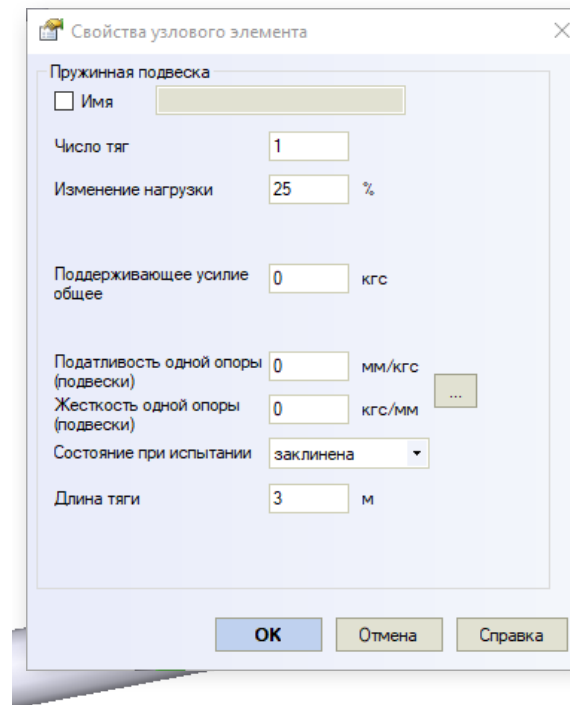 Свойства узлового элемента
Пружинная подвеска
Имя
Число тяг 1
Изменение нагрузки 25 %
Поддерживающее усилие
общее 0 кгс
Податливость одной опоры
(подвески) 0 мм/кгс
...
Жесткость одной опоры
(подвески) 0 кгс/мм
Состояние при испытании заклинена
Длина тяги 3 м
ОК Отмена Справка